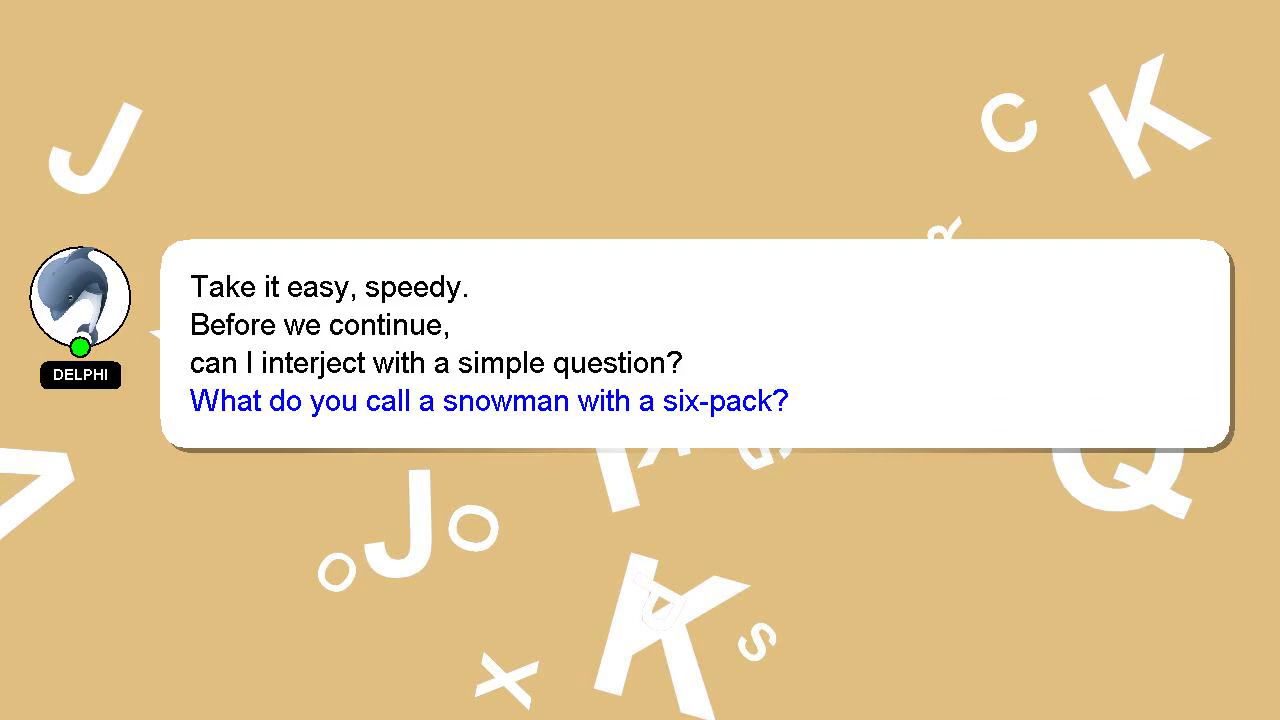 J
C
K
R
Take it easy, speedy.
Before we continue,
can I interject with a simple question?
What do you call a snowman with a six-pack?
DELPHI
Q
J
O
O
K
S
X